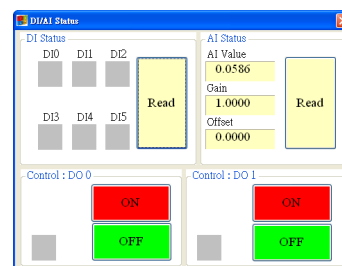 DI/AI Status
DI Status
DI0 DI1 DI2
Read
DI3 DI4 DI5
AI Status
AI Value
0.0586
Gain
1.0000
Read
Offset
0.0000
Control : DO 0
ON
OFF
Control : DO 1
ON
OFF